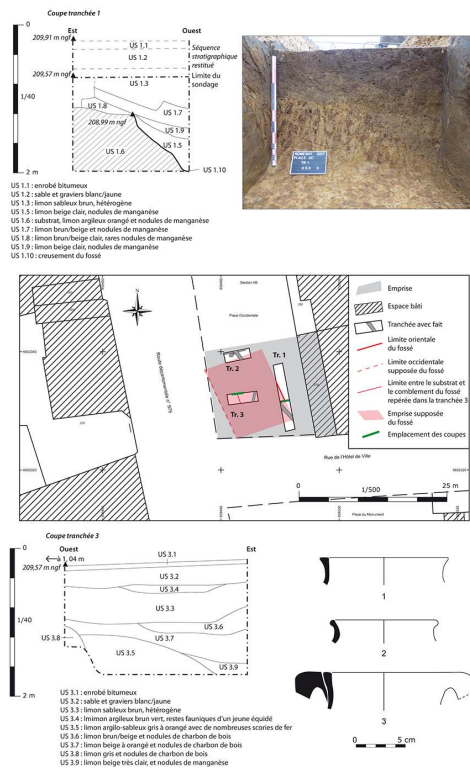 Coupe tranchée 1
Est
Ouest
0
209,91 m ngf
US 1.1
Séquence
stratigraphique
restitué
US 1.2
209,57 m ngf
Limite du
sondage
US 1.3
1/40
US 1.8
US 1.7
208,99 m ngf
US 1.9
US 1.6
US 1.5
2 m
US 1.10
US 1.1 : enrobé bitumeux
US 1.2 : sable et graviers blanc/jaune
US 1.3 : limon sableux brun, hétérogène
US 1.5 : limon beige clair, nodules de manganèse
US 1.6 : substrat, limon argileux orangé et nodules de manganèse
US 1.7 : limon brun/beige et nodules de manganèse
US 1.8 : limon brun/beige clair, rares nodules de manganèse
US 1.9 : limon beige clair, nodules de manganèse
US 1.10 : creusement du fossé
Section AB
Place Occidentale
N
Route départementale n° 975
Tr. 1
Tr. 2
Tr. 3
Rue de l'Hôtel de Ville
Place du Monument
0
1/500
25 m
Emprise
Espace bâti
Tranchée avec fait
Limite orientale
du fossé
Limite occidentale
supposée du fossé
Limite entre le substrat et
le comblement du fossé
repérée dans la tranchée 3
Emprise supposée
du fossé
Emplacement des coupes
Coupe tranchée 3
Ouest
Est
0
à 1, 04 m
209,57 m ngf
US 3.1
US 3.2
US 3.4
US 3.3
1/40
US 3.6
US 3.8
US 3.7
US 3.5
US 3.9
2 m
US 3.1 : enrobé bitumeux
US 3.2 : sable et graviers blanc/jaune
US 3.3 : limon sableux brun, hétérogène
US 3.4 : lmimon argileux brun vert, restes fauniques d'un jeune équidé
US 3.5 : limon argilo-sableux gris à orangé avec de nombreuses scories de fer
US 3.6 : limon brun/beige et nodules de charbon de bois
US 3.7 : limon beige à orangé et nodules de charbon de bois
US 3.8 : limon gris et nodules de charbon de bois
US 3.9 : limon beige très clair, et nodules de manganèse
1
2
3
0
5 cm